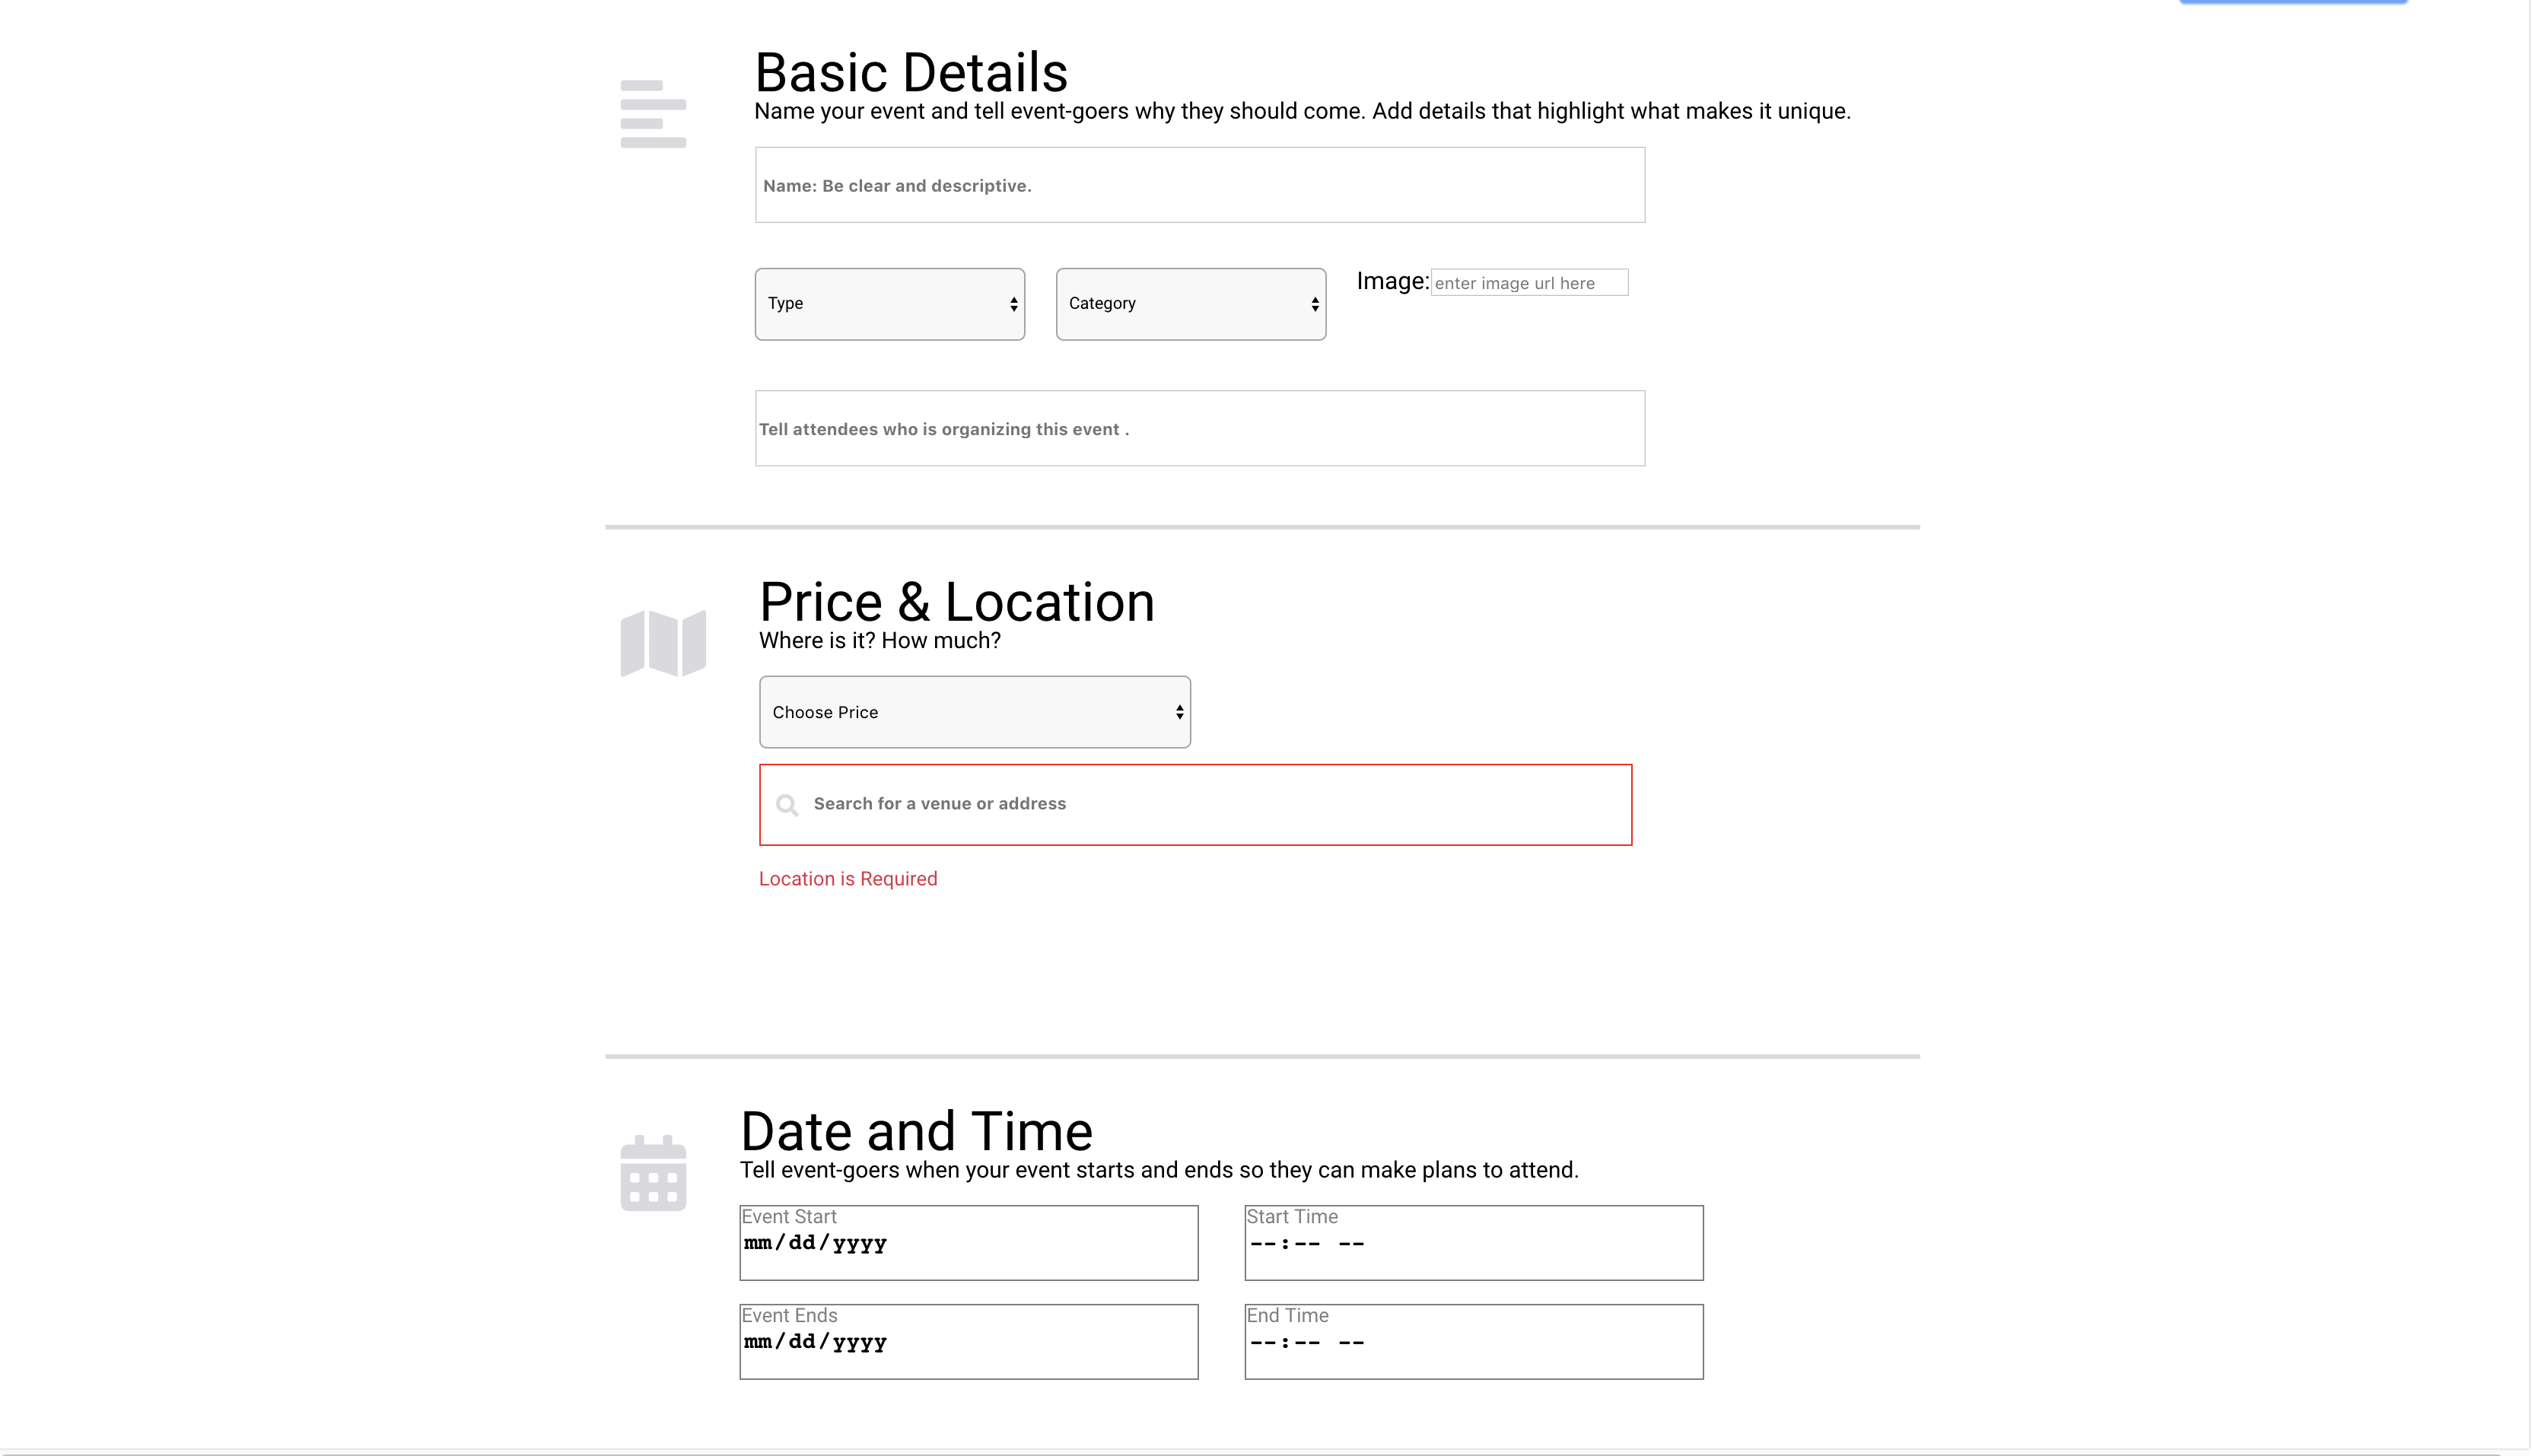 Basic Details
Name your event and tell event-goers why they should come. Add details that highlight what makes it unique.
Name: Be clear and descriptive.
Type
Category
Image: enter image url here
Tell attendees who is organizing this event .
Price & Location
Where is it? How much?
Choose Price
Search for a venue or address
Location is Required
Date and Time
Tell event-goers when your event starts and ends so they can make plans to attend.
Event Start
mm/dd/yyyy
Start Time
--:-- --
Event Ends
mm/dd/yyyy
End Time
--:-- --